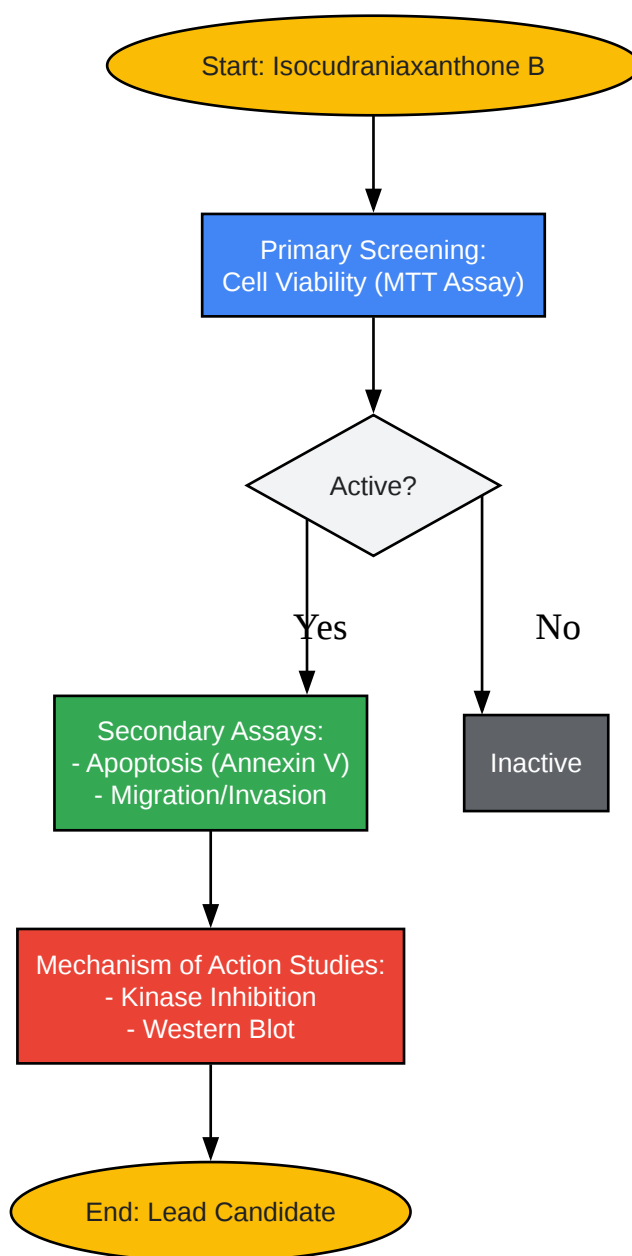 Start: Isocudraniaxanthone B
Primary Screening:
Cell Viability (MTT Assay)
Active?
Yes
No
Secondary Assays:
- Apoptosis (Annexin V)
- Migration/Invasion
Inactive
Mechanism of Action Studies:
- Kinase Inhibition
- Western Blot
End: Lead Candidate